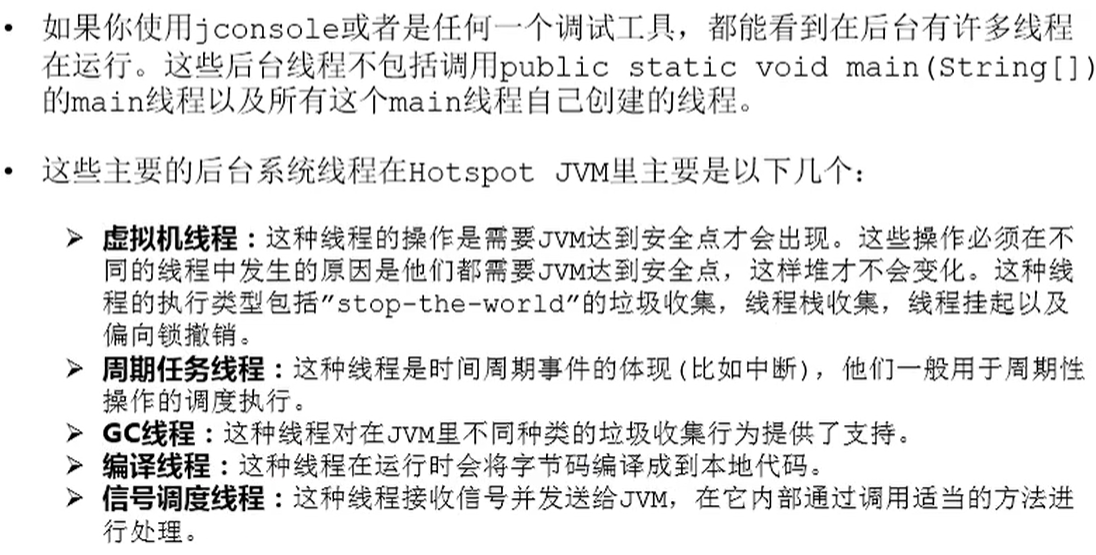 • 如果你使用jconsole或者是任何一个调试工具，都能看到在后台有许多线程
在运行。这些后台线程不包括调用public static void main(String[])
的main线程以及所有这个main线程自己创建的线程。
• 这些主要的后台系统线程在Hotspot JVM里主要是以下几个：
➢ 虚拟机线程：这种线程的操作是需要JVM达到安全点才会出现。这些操作必须在不
同的线程中发生的原因是他们都需要JVM达到安全点，这样堆才不会变化。这种线
程的执行类型包括"stop-the-world"的垃圾收集，线程栈收集，线程挂起以及
偏向锁撤销。
➢ 周期任务线程：这种线程是时间周期事件的体现(比如中断)，他们一般用于周期性
操作的调度执行。
➢ GC线程：这种线程对在JVM里不同种类的垃圾收集行为提供了支持。
➢ 编译线程：这种线程在运行时会将字节码编译成到本地代码。
➢ 信号调度线程：这种线程接收信号并发送给JVM，在它内部通过调用适当的方法进
行处理。